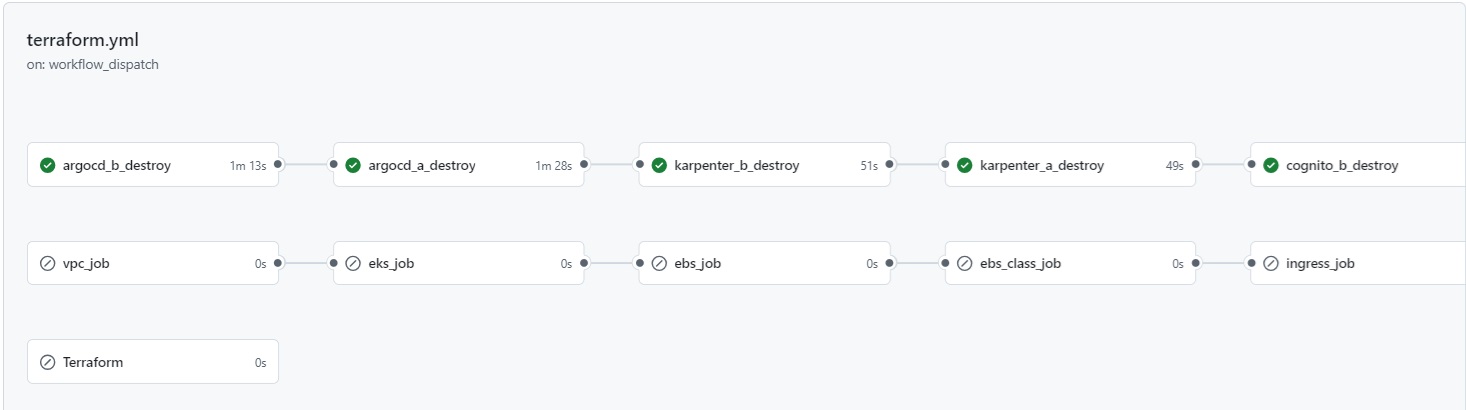 terraform.yml
on: workflow_dispatch
argocd_b_destroy 1m 13s argocd_a_destroy 1m 28s karpenter_b_destroy 51s karpenter_a_destroy 49s cognito_b_destroy
vpc_job 0s eks_job 0s ebs_job 0s ebs_class_job 0s ingress_job
Terraform 0s